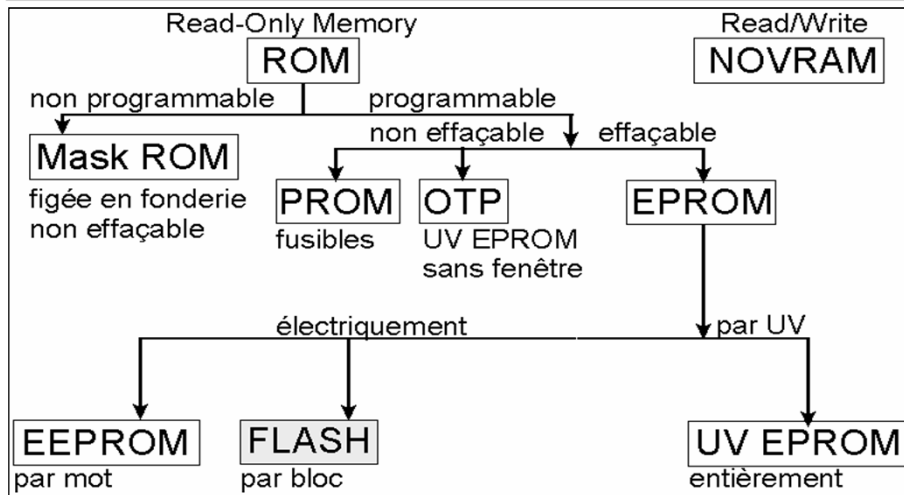 Read-Only Memory
Read/Write
ROM
NOVRAM
non programmable
programmable
non effaçable
effaçable
Mask ROM
figée en fonderie
non effaçable
PROM
fusibles
OTP
UV EPROM
sans fenêtre
EPROM
électriquement
par UV
EEPROM
par mot
FLASH
par bloc
UV EPROM
entièrement